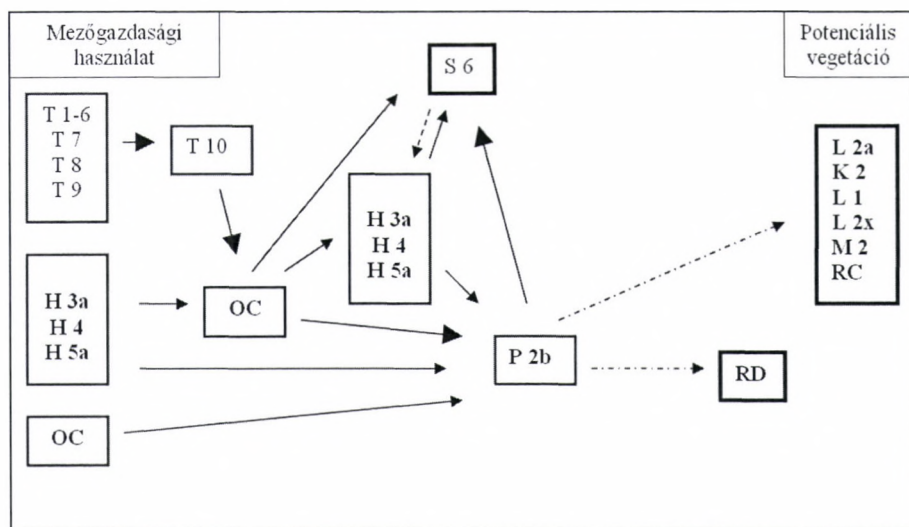 Mezőgazdasági
használat
Potenciális
vegetáció
S 6
T 1-6
T 7
T 8
T 9
T 10
L 2a
K 2
L 1
L 2x
M 2
RC
H 3a
H 4
H 5a
H 3a
H 4
H 5a
OC
P 2b
RD
OC